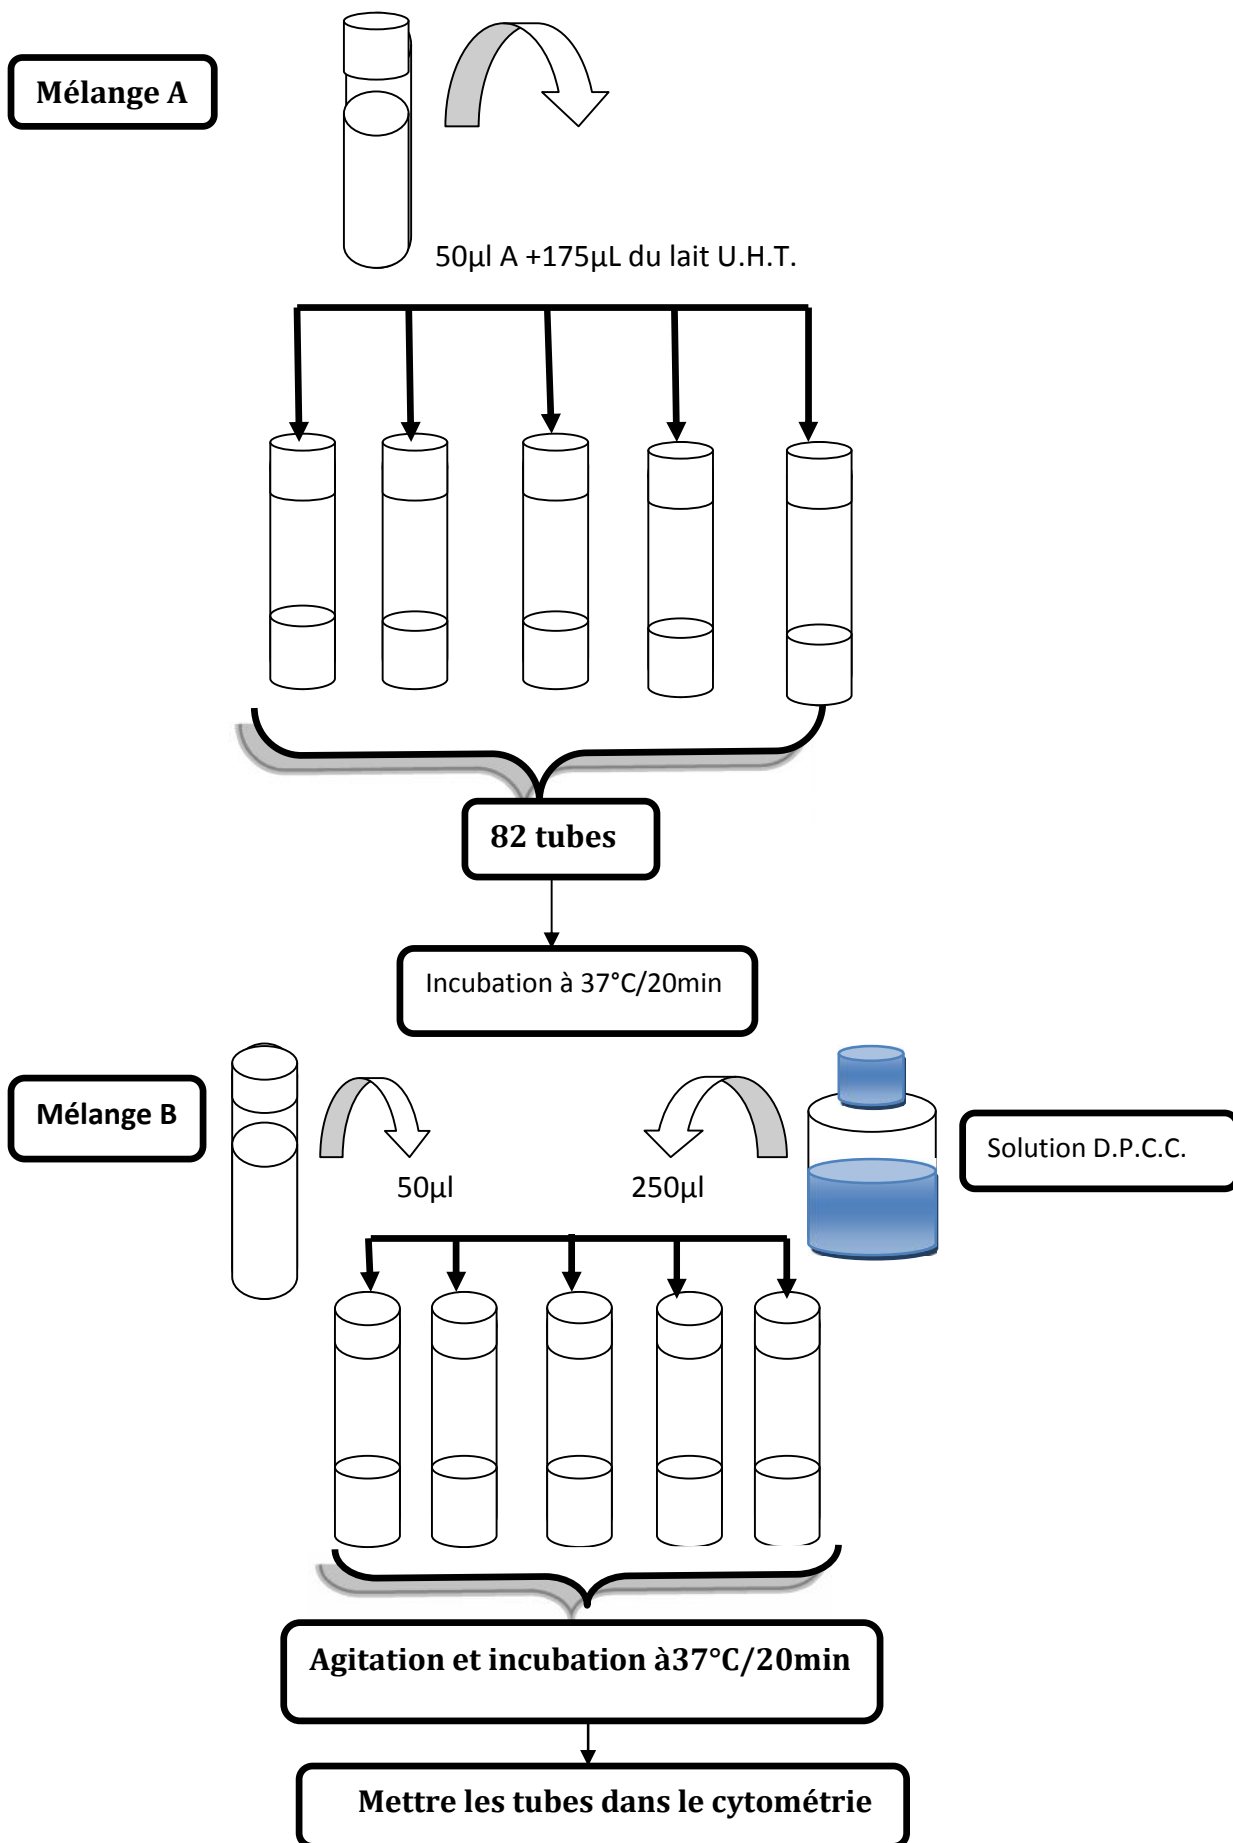 Mélange A
50µl A +175µL du lait U.H.T.
82 tubes
Incubation à 37°C/20min
Mélange B
50µl
250µl
Solution D.P.C.C.
Agitation et incubation à37°C/20min
Mettre les tubes dans le cytométrie